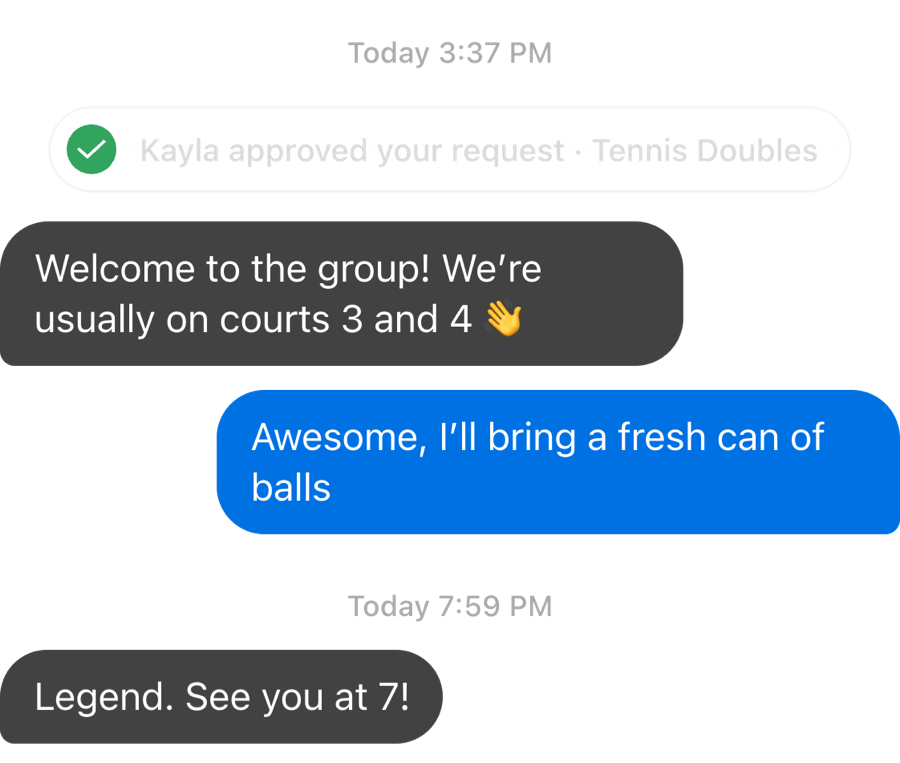 Today 3:37 PM
Kayla approved your request · Tennis Doubles
Welcome to the group! We’re
usually on courts 3 and 4 👋
Awesome, I’ll bring a fresh can of
balls
Today 7:59 PM
Legend. See you at 7!